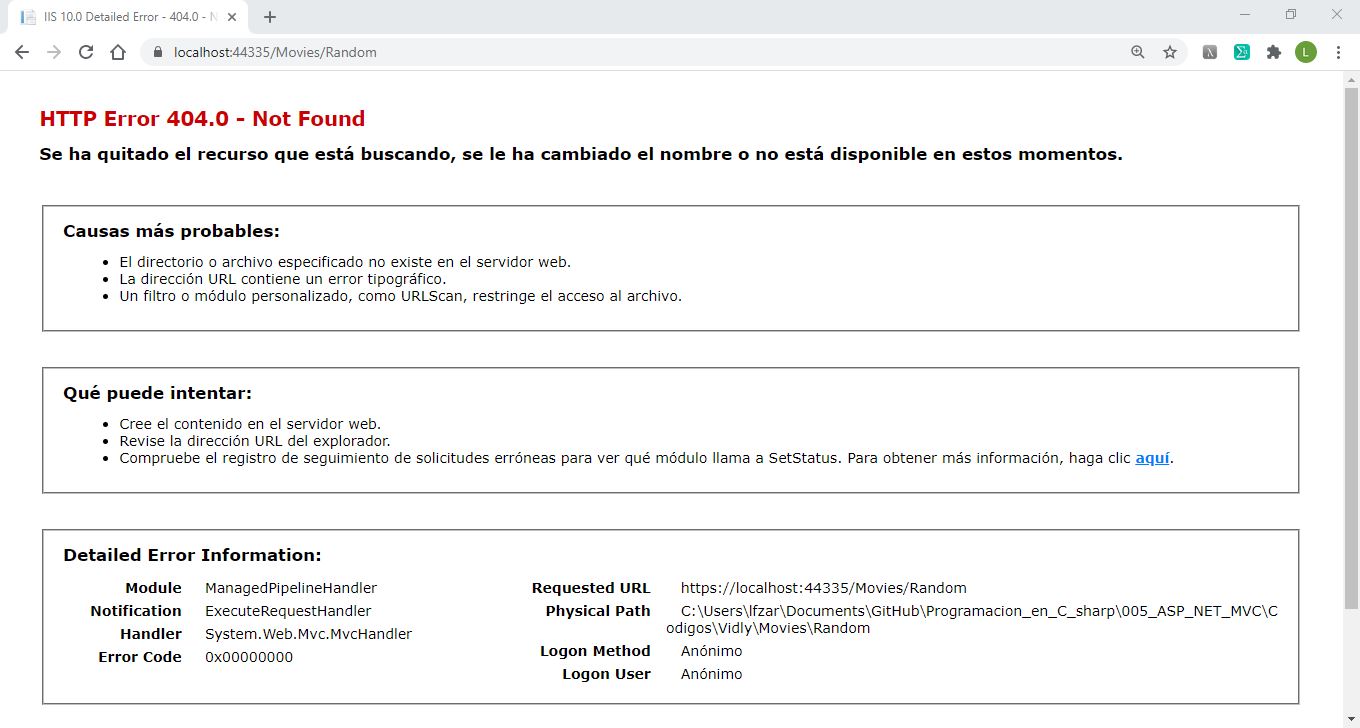 IIS 10.0 Detailed Error - 404.0 - N
localhost:44335/Movies/Random
L
HTTP Error 404.0 - Not Found
Se ha quitado el recurso que está buscando, se le ha cambiado el nombre o no está disponible en estos momentos.
Causas más probables:
• El directorio o archivo especificado no existe en el servidor web.
• La dirección URL contiene un error tipográfico.
• Un filtro o módulo personalizado, como URLScan, restringe el acceso al archivo.
Qué puede intentar:
• Cree el contenido en el servidor web.
• Revise la dirección URL del explorador.
• Compruebe el registro de seguimiento de solicitudes erróneas para ver qué módulo llama a SetStatus. Para obtener más información, haga clic aquí.
Detailed Error Information:
Module ManagedPipelineHandler
Notification ExecuteRequestHandler
Handler System.Web.Mvc.MvcHandler
Error Code 0x00000000
Requested URL https://localhost:44335/Movies/Random
Physical Path C:\Users\lfzar\Documents\GitHub\Programacion_en_C_sharp\005_ASP_NET_MVC\C
odigos\Vidly\Movies\Random
Logon Method Anónimo
Logon User Anónimo